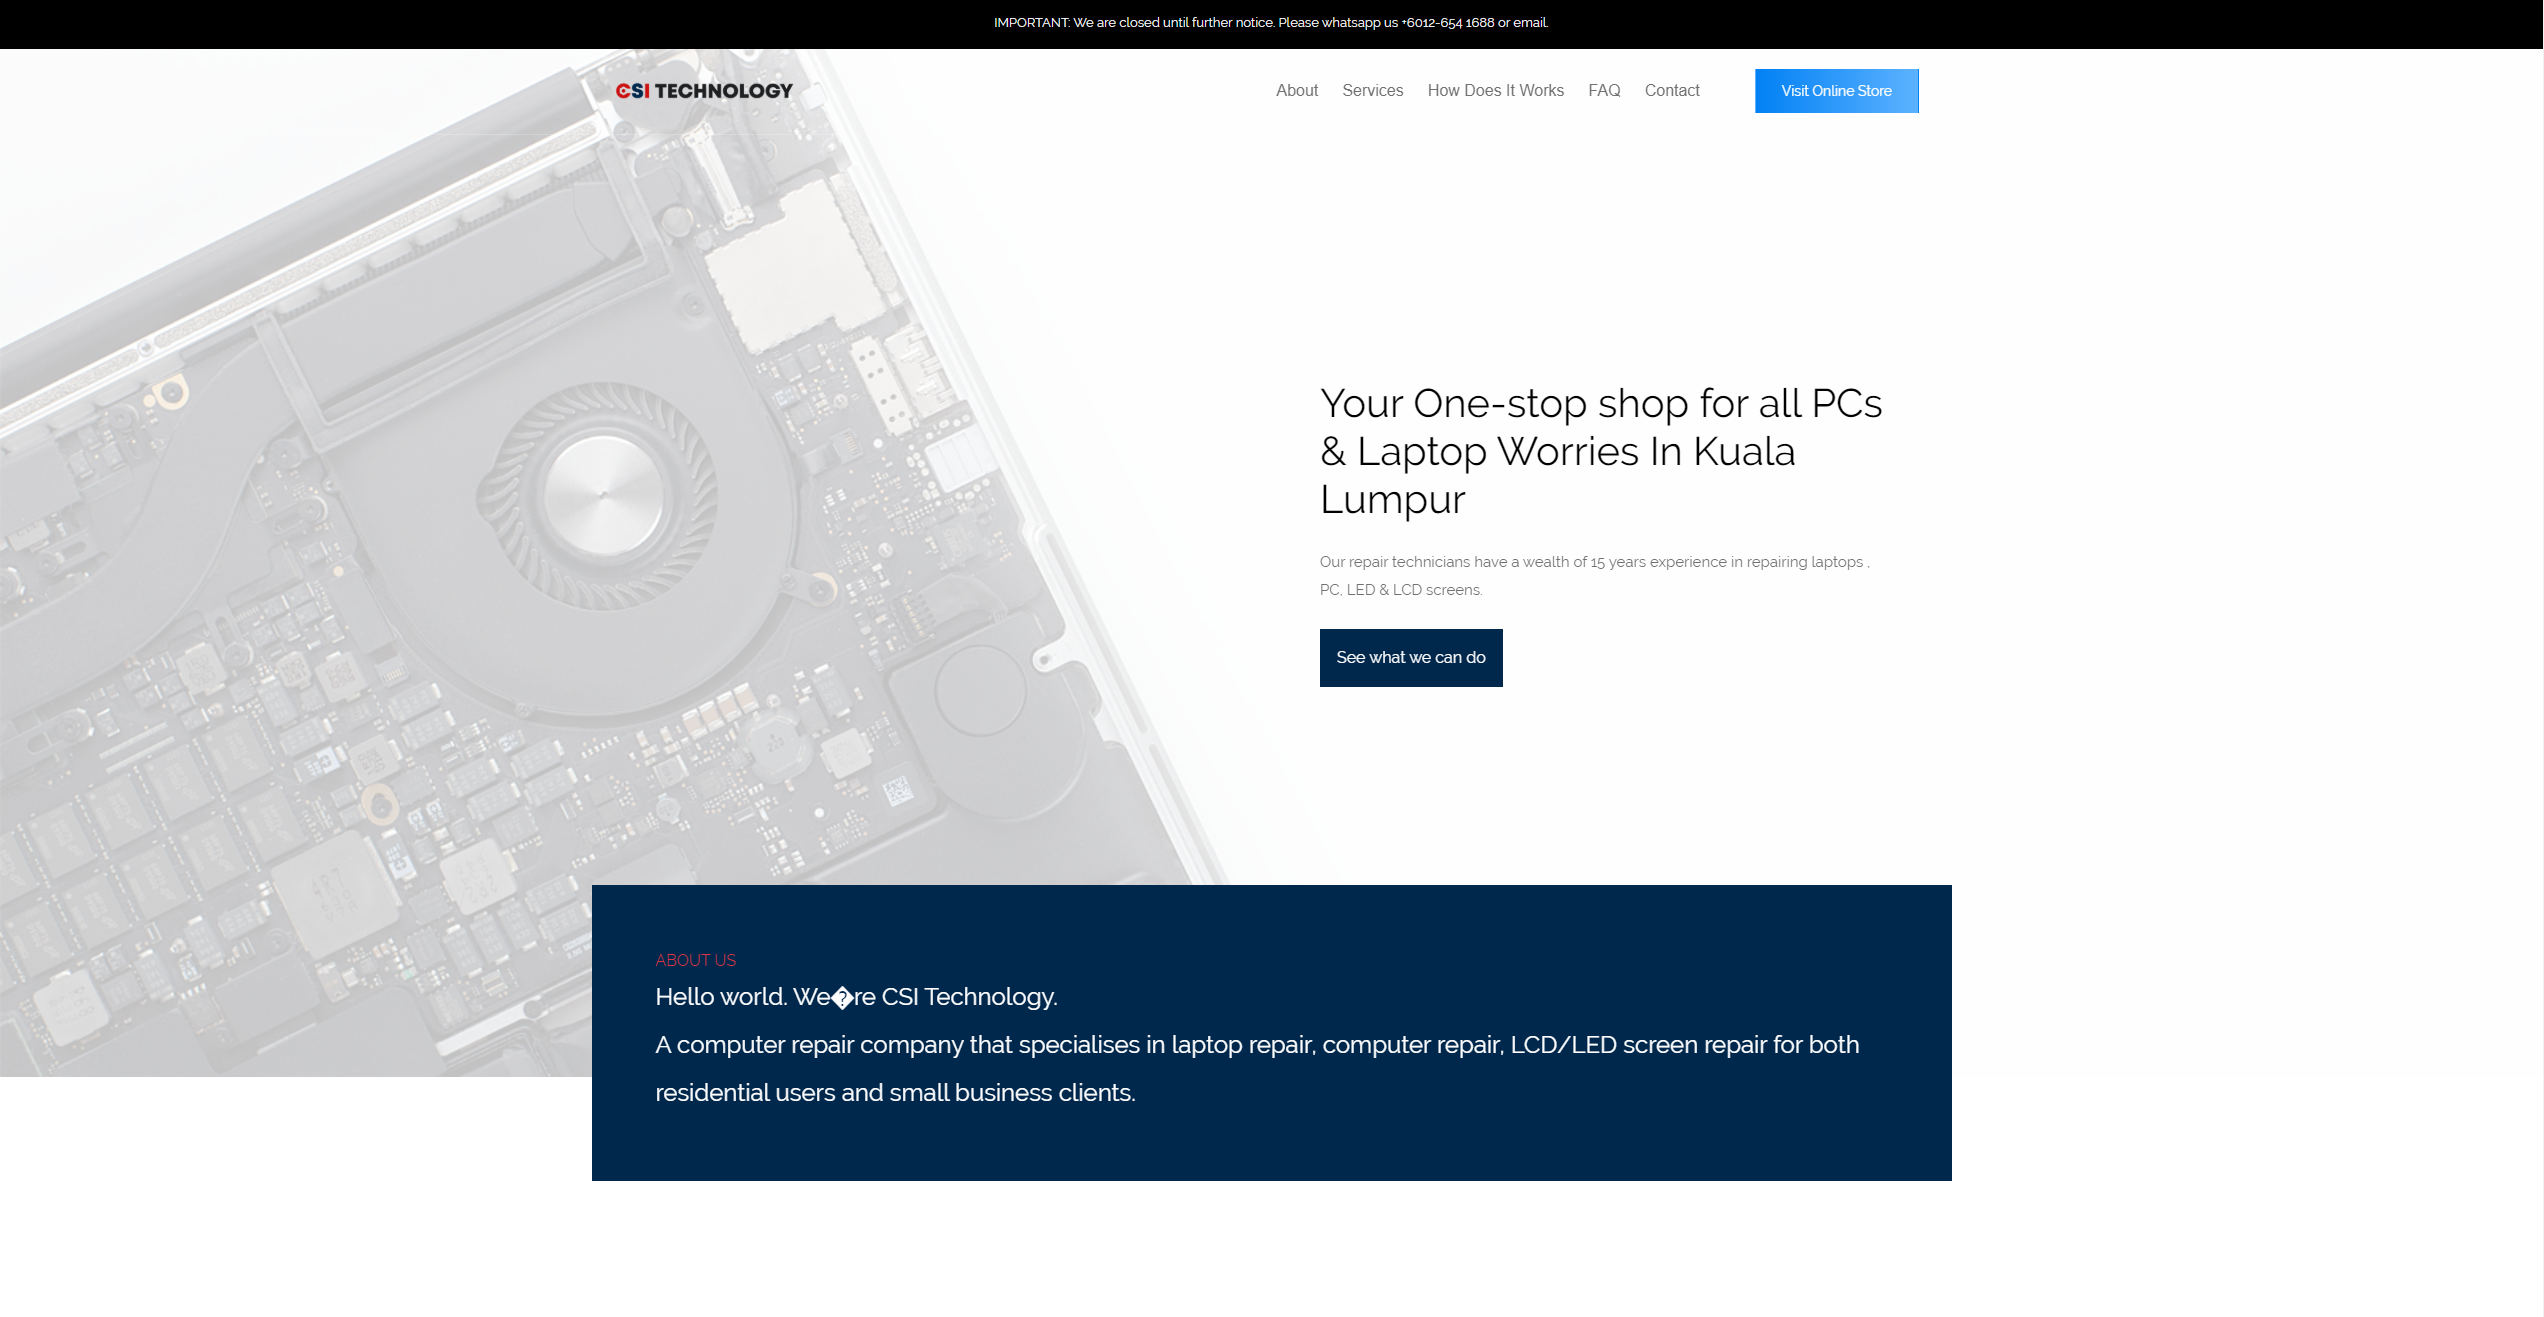 IMPORTANT: We are closed until further notice. Please whatsapp us +6012-654 1688 or email.
CSI TECHNOLOGY
About
Services
How Does It Works
FAQ
Contact
Visit Online Store
Your One-stop shop for all PCs
& Laptop Worries In Kuala
Lumpur
Our repair technicians have a wealth of 15 years experience in repairing laptops ,
PC, LED & LCD screens.
See what we can do
ABOUT US
Hello world. We�re CSI Technology.
A computer repair company that specialises in laptop repair, computer repair, LCD/LED screen repair for both
residential users and small business clients.